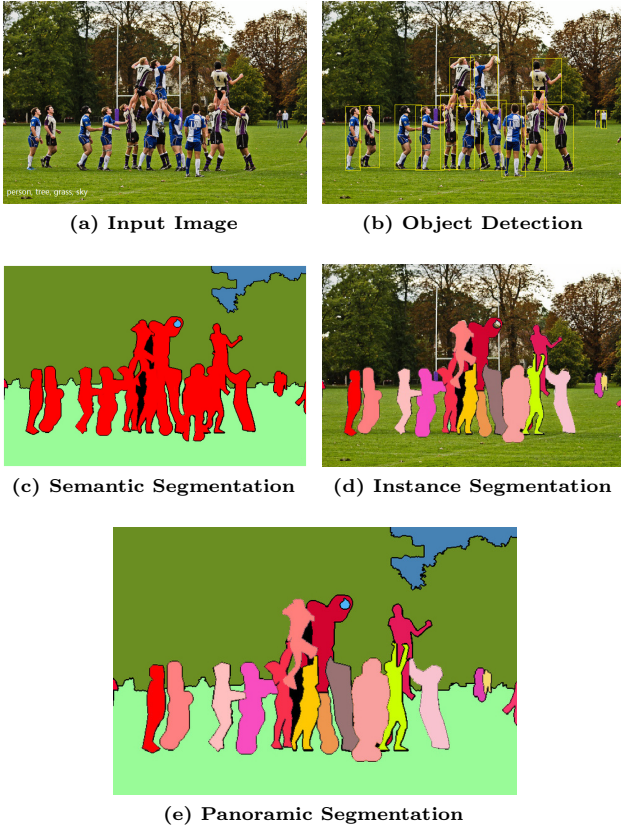 person, tree, grass, sky
(a) Input Image
(b) Object Detection
(c) Semantic Segmentation
(d) Instance Segmentation
(e) Panoramic Segmentation